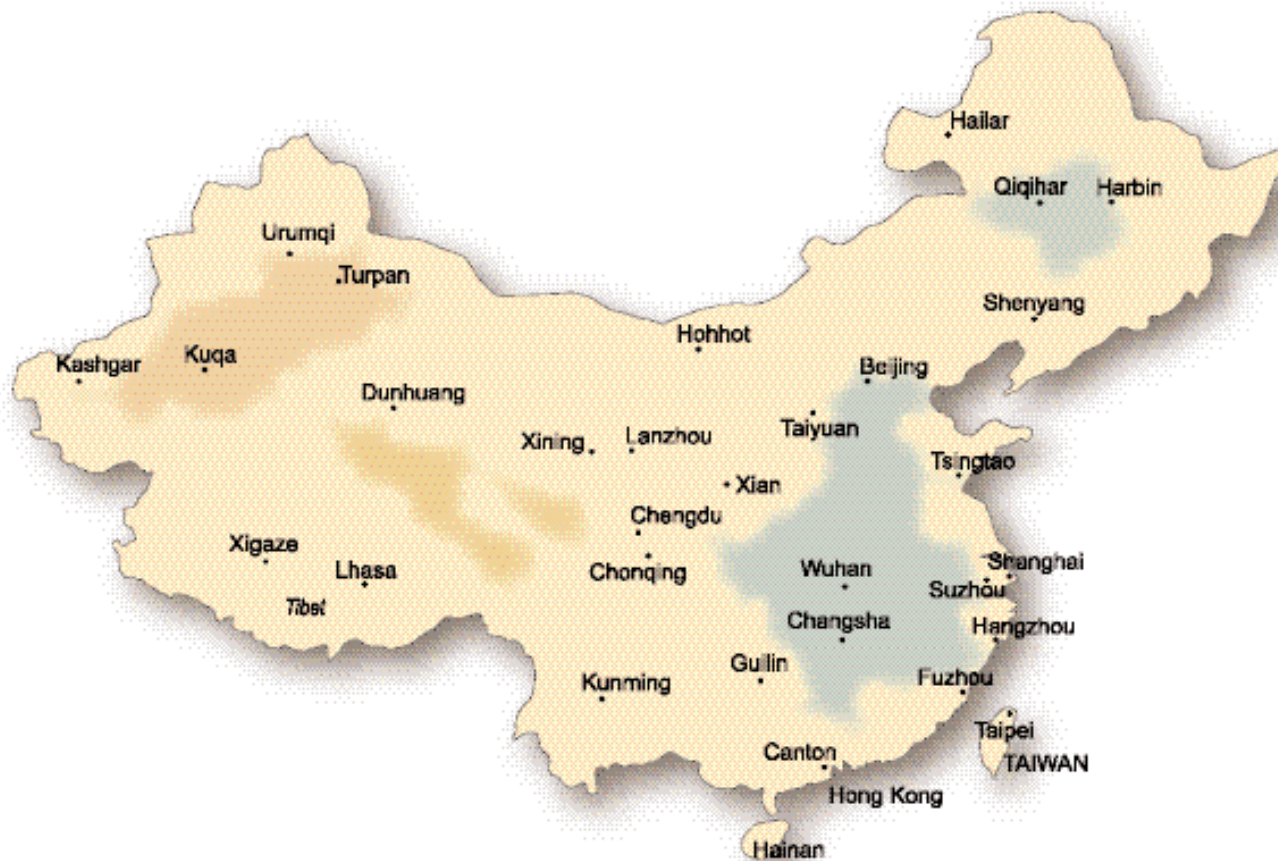 Hailar
Qiqihar
Harbin
Urumqi
Turpan
Shenyang
Hohhot
Kashgar
Kuqa
Beijing
Dunhuang
Taiyuan
Xining
Lanzhou
Tsingtao
Xian
Chengdu
Xigaze
Lhasa
Chonqing
Wuhan
Shanghai
Suzhou
Tibet
Changsha
Hangzhou
Guilin
Kunming
Fuzhou
Taipei
Canton
TAIWAN
Hong Kong
Hainan